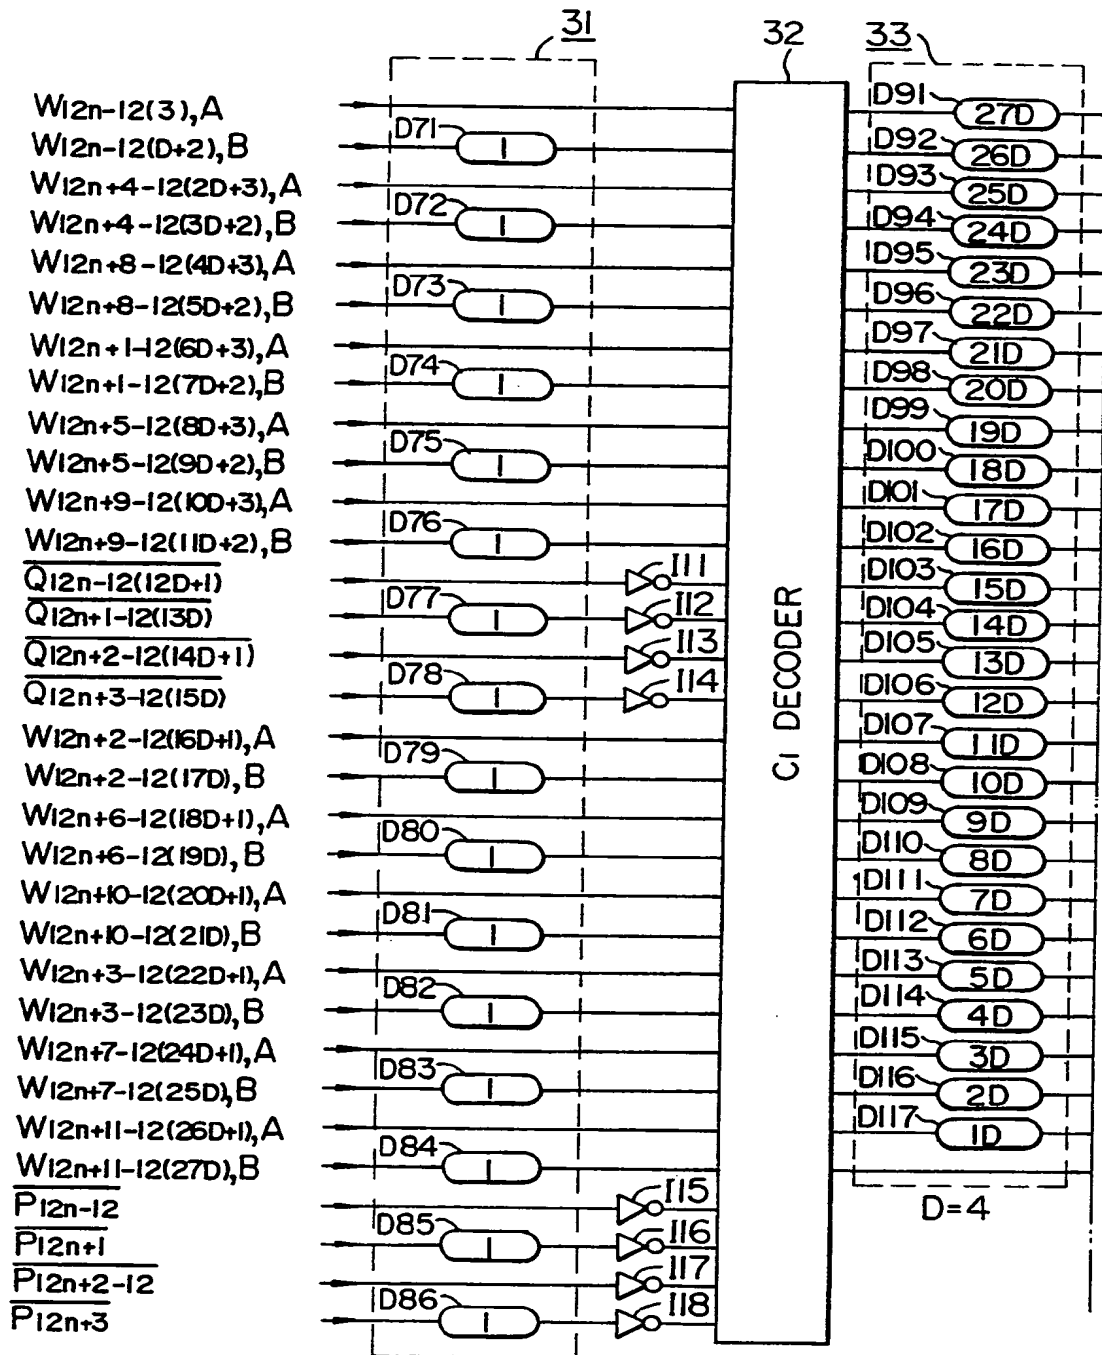 31
32
33
W12n-12(3),A
W12n-12(D+2),B
W12n+4-12(2D+3),A
W12n+4-12(3D+2),B
W12n+8-12(4D+3),A
W12n+8-12(5D+2),B
W12n+1-12(6D+3),A
W12n+1-12(7D+2),B
W12n+5-12(8D+3),A
W12n+5-12(9D+2),B
W12n+9-12(10D+3),A
W12n+9-12(11D+2),B
Q12n-12(12D+1)
Q12n+1-12(13D)
Q12n+2-12(14D+1)
Q12n+3-12(15D)
W12n+2-12(16D+1),A
W12n+2-12(17D),B
W12n+6-12(18D+1),A
W12n+6-12(19D),B
W12n+10-12(20D+1),A
W12n+10-12(21D),B
W12n+3-12(22D+1),A
W12n+3-12(23D),B
W12n+7-12(24D+1),A
W12n+7-12(25D),B
W12n+11-12(26D+1),A
W12n+11-12(27D),B
P12n-12
P12n+1
P12n+2-12
P12n+3
D71 1
D72 1
D73 1
D74 1
D75 1
D76 1
I11
D77 1 I12
I13
D78 1 I14
D79 1
D80 1
D81 1
D82 1
D83 1
D84 1
I15
D85 1 I16
I17
D86 1 I18
C1 DECODER
D91 27D
D92 26D
D93 25D
D94 24D
D95 23D
D96 22D
D97 21D
D98 20D
D99 19D
D100 18D
D101 17D
D102 16D
D103 15D
D104 14D
D105 13D
D106 12D
D107 11D
D108 10D
D109 9D
D110 8D
D111 7D
D112 6D
D113 5D
D114 4D
D115 3D
D116 2D
D117 1D
D=4